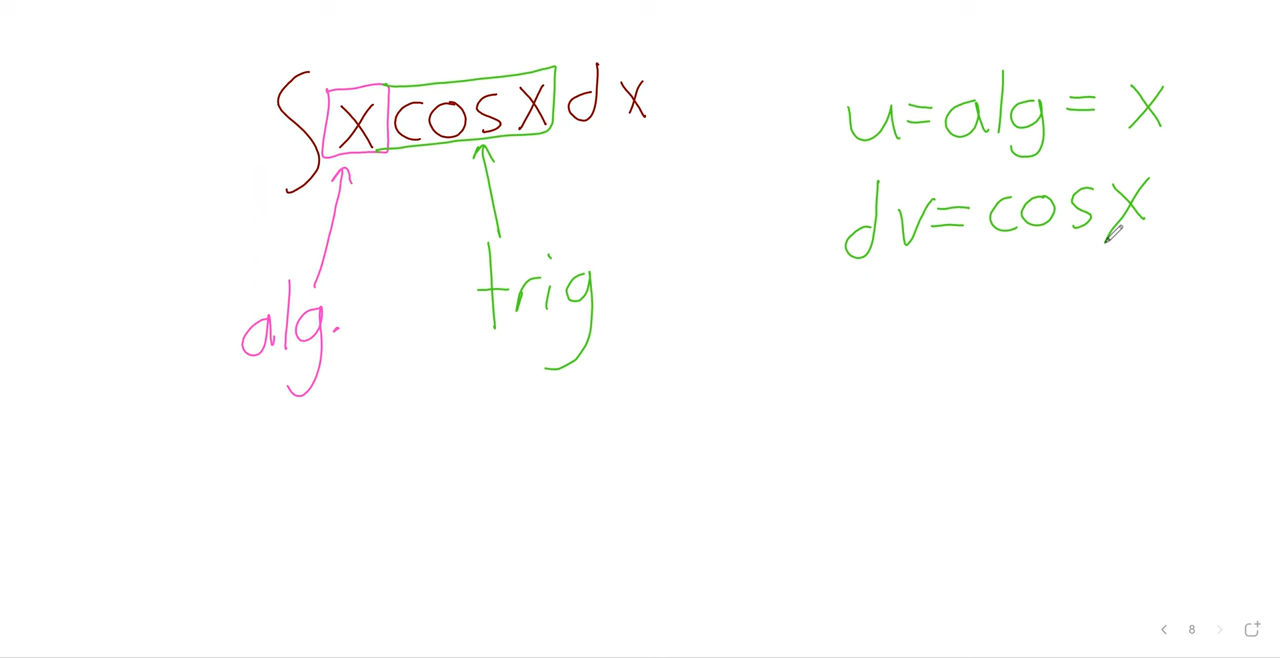 ∫ x cos x dx
u = alg = x
dv = cos x
alg.
trig
8